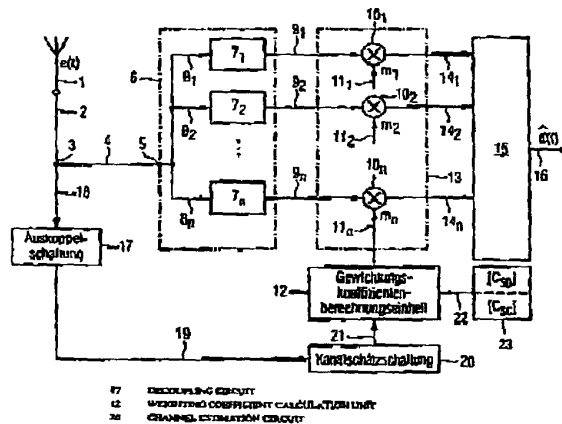 e(t)
1
2
3
4
5
6
8₁
7₁
9₁
10₁
11₁
m₁
14₁
8₂
7₂
9₂
10₂
11₂
m₂
14₂
8ₙ
7ₙ
9ₙ
10ₙ
11ₙ
mₙ
14ₙ
13
15
16
18
Auskoppel-
schaltung
17
12
Gewichtungs-
koeffizienten-
berechnungseinheit
22
23
21
19
Kanalschätzschaltung
20
17 DECOUPLING CIRCUIT
12 WEIGHTING COEFFICIENT CALCULATION UNIT
20 CHANNEL ESTIMATION CIRCUIT